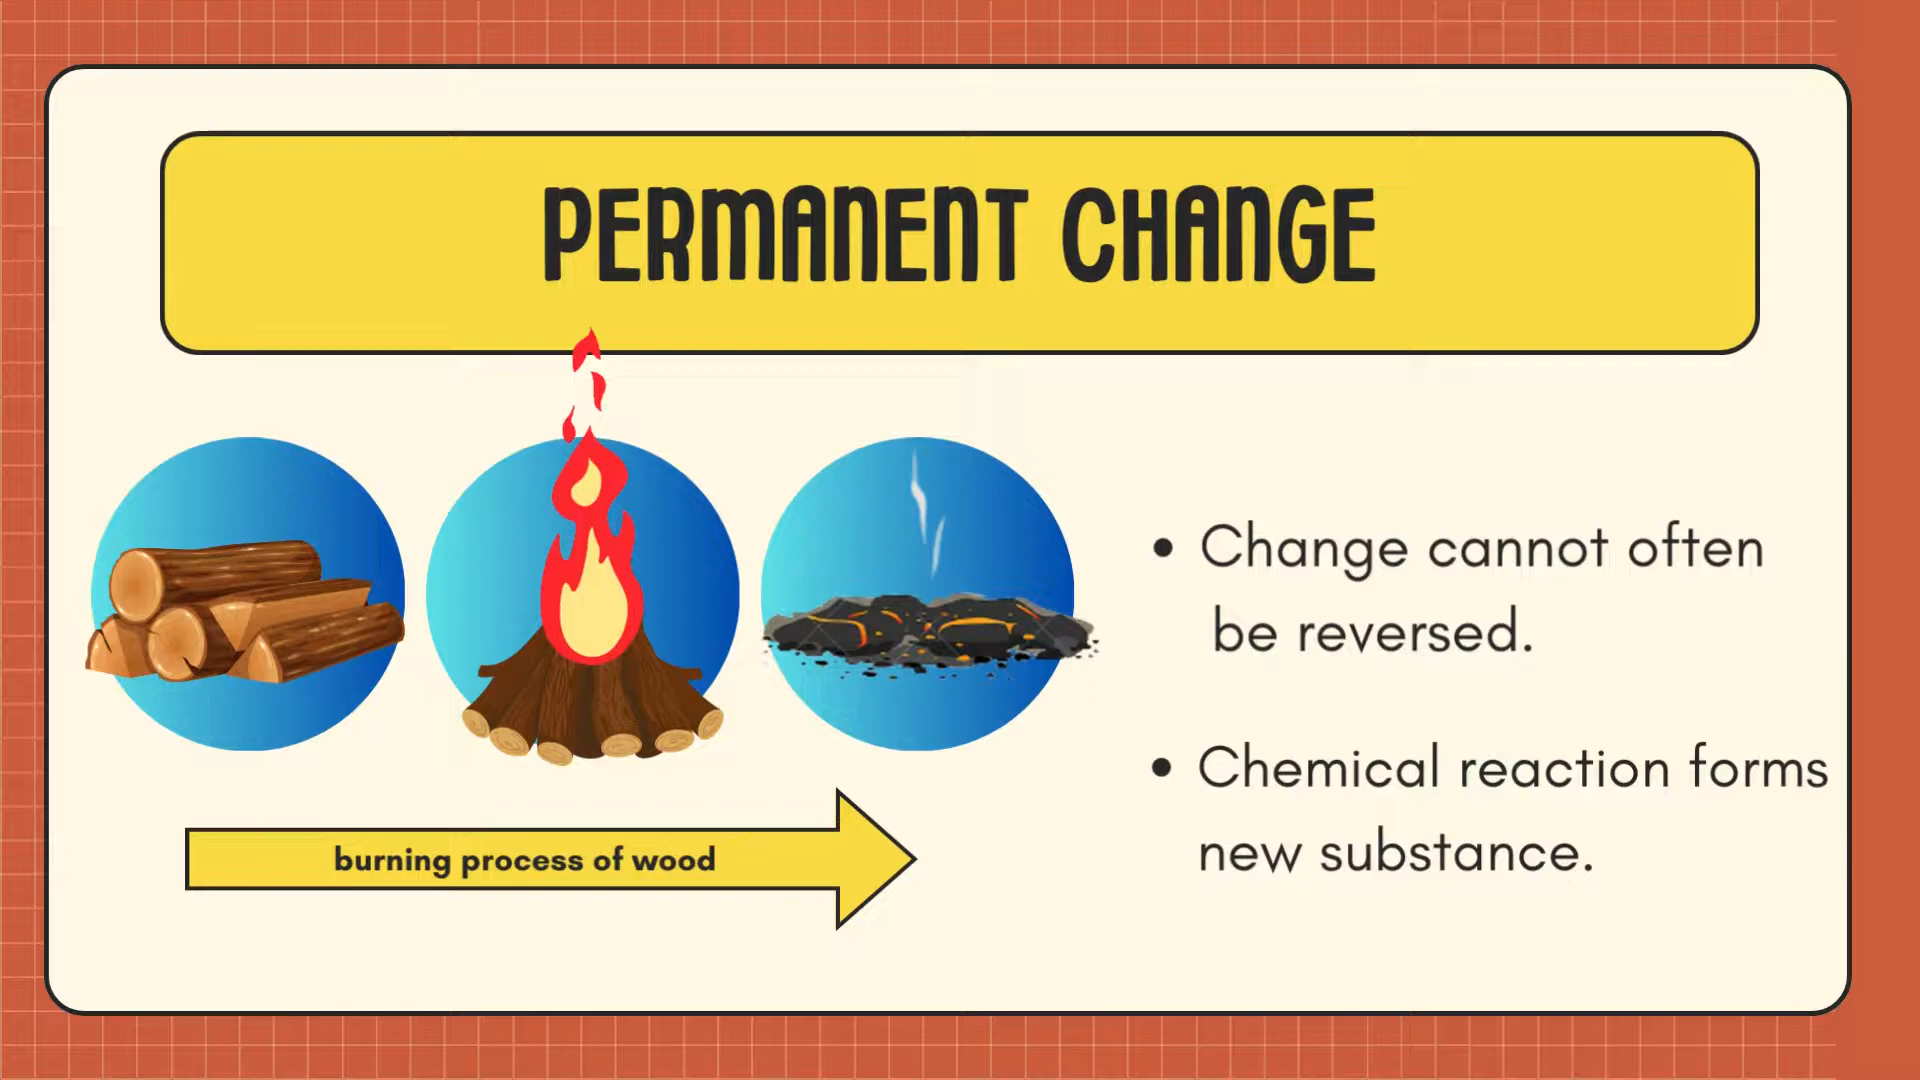 PERMANENT CHANGE
• Change cannot often
be reversed.
• Chemical reaction forms
new substance.
burning process of wood